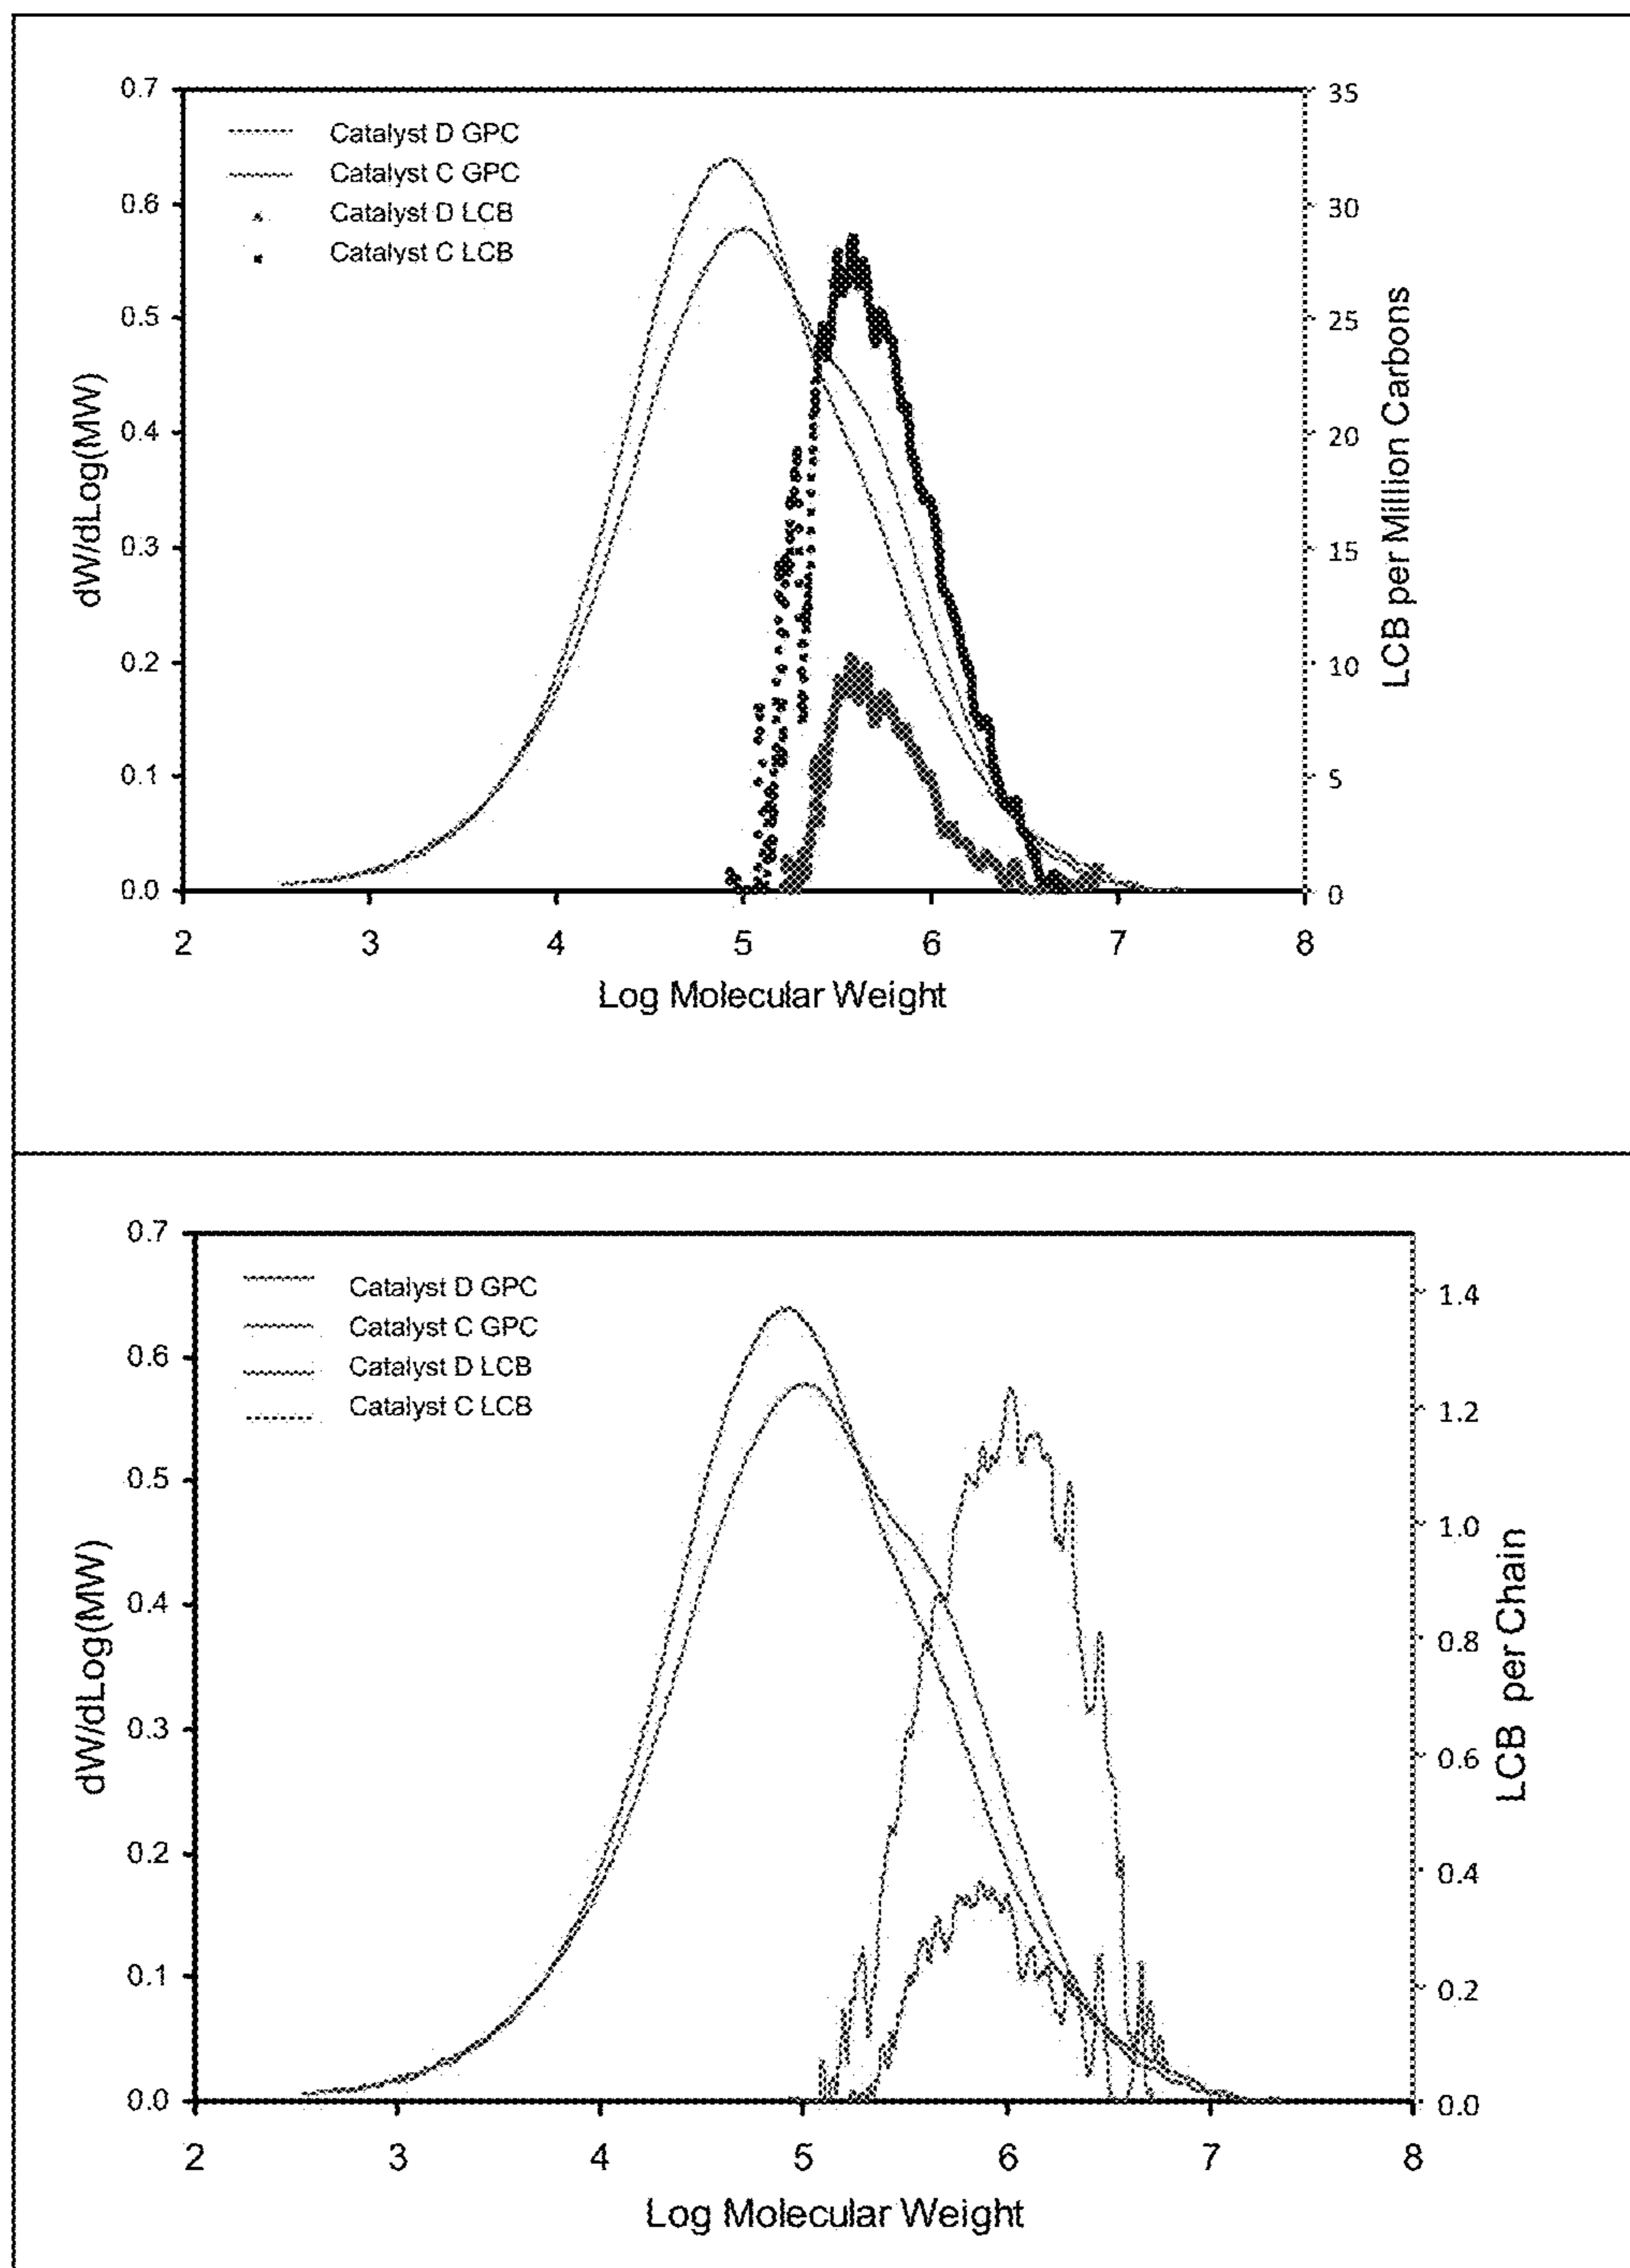 0.7
0.6
0.5
0.4
0.3
0.2
0.1
0.0
dW/dLog(MW)
Catalyst D GPC
Catalyst C GPC
Catalyst D LCB
Catalyst C LCB
35
30
25
20
15
10
5
0
LCB per Million Carbons
2 3 4 5 6 7 8
Log Molecular Weight
0.7
0.6
0.5
0.4
0.3
0.2
0.1
0.0
dW/dLog(MW)
Catalyst D GPC
Catalyst C GPC
Catalyst D LCB
Catalyst C LCB
1.4
1.2
1.0
0.8
0.6
0.4
0.2
0.0
LCB per Chain
2 3 4 5 6 7 8
Log Molecular Weight